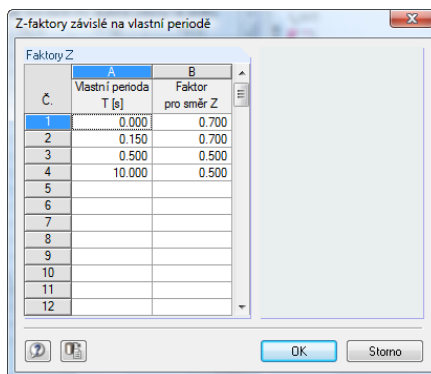 Z-faktory závislé na vlastní periodě
Faktory Z
A B
Č. Vlastní perioda Faktor
T [s] pro směr Z
1 0.000 0.700
2 0.150 0.700
3 0.500 0.500
4 10.000 0.500
5
6
7
8
9
10
11
12
OK Storno